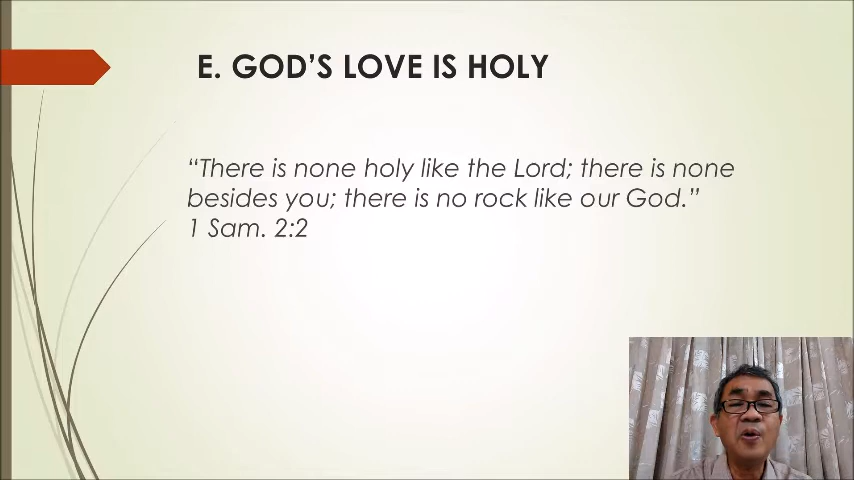 E. GOD’S LOVE IS HOLY
“There is none holy like the Lord; there is none
besides you; there is no rock like our God.”
1 Sam. 2:2